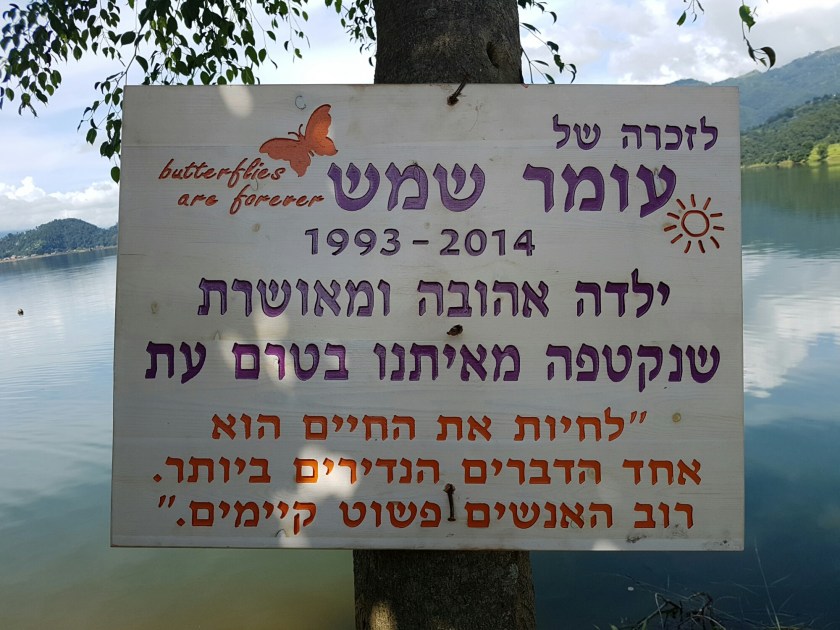 לזכרה של
butterflies
are forever
עומר שמש
1993-2014
ילדה אהובה ומאושרת
שנקטפה מאיתנו בטרם עת
"לחיות את החיים הוא
אחד הדברים הנדירים ביותר.
רוב האנשים פשוט קיימים."